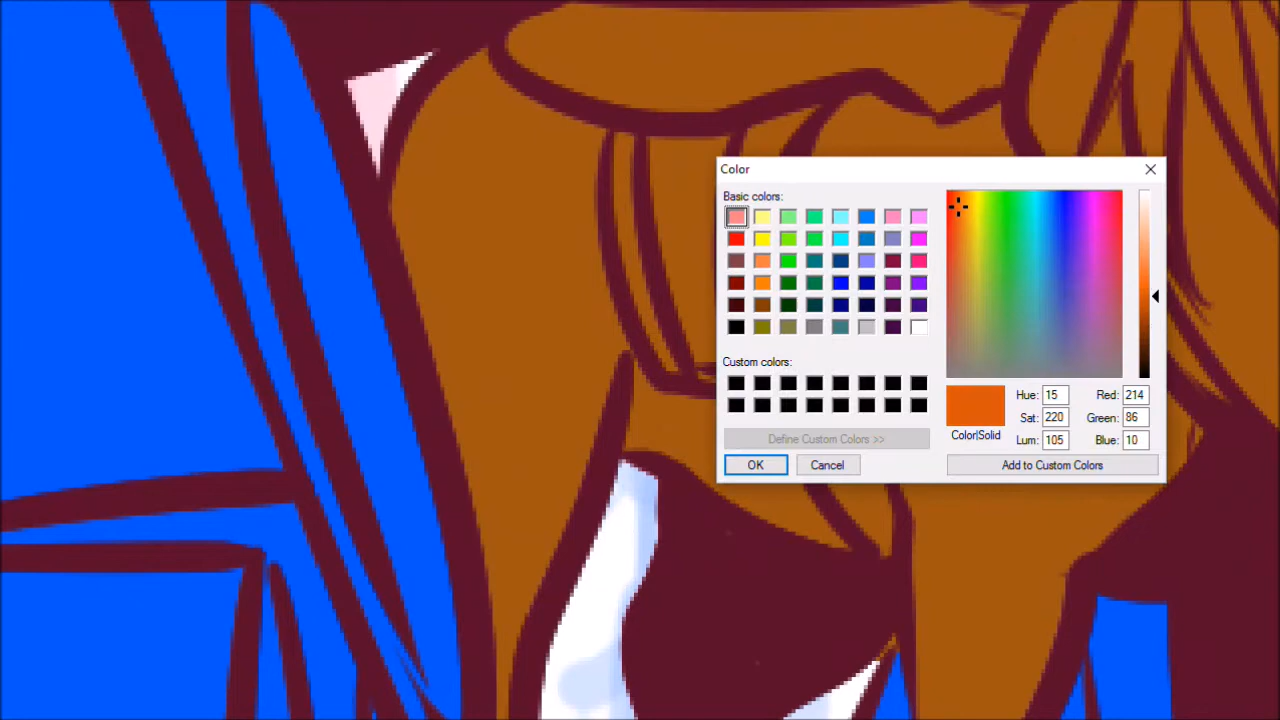 Color
Basic colors:
Custom colors:
Define Custom Colors >>
OK
Cancel
Color|Solid
Hue: 15
Sat: 220
Lum: 105
Red: 214
Green: 86
Blue: 10
Add to Custom Colors